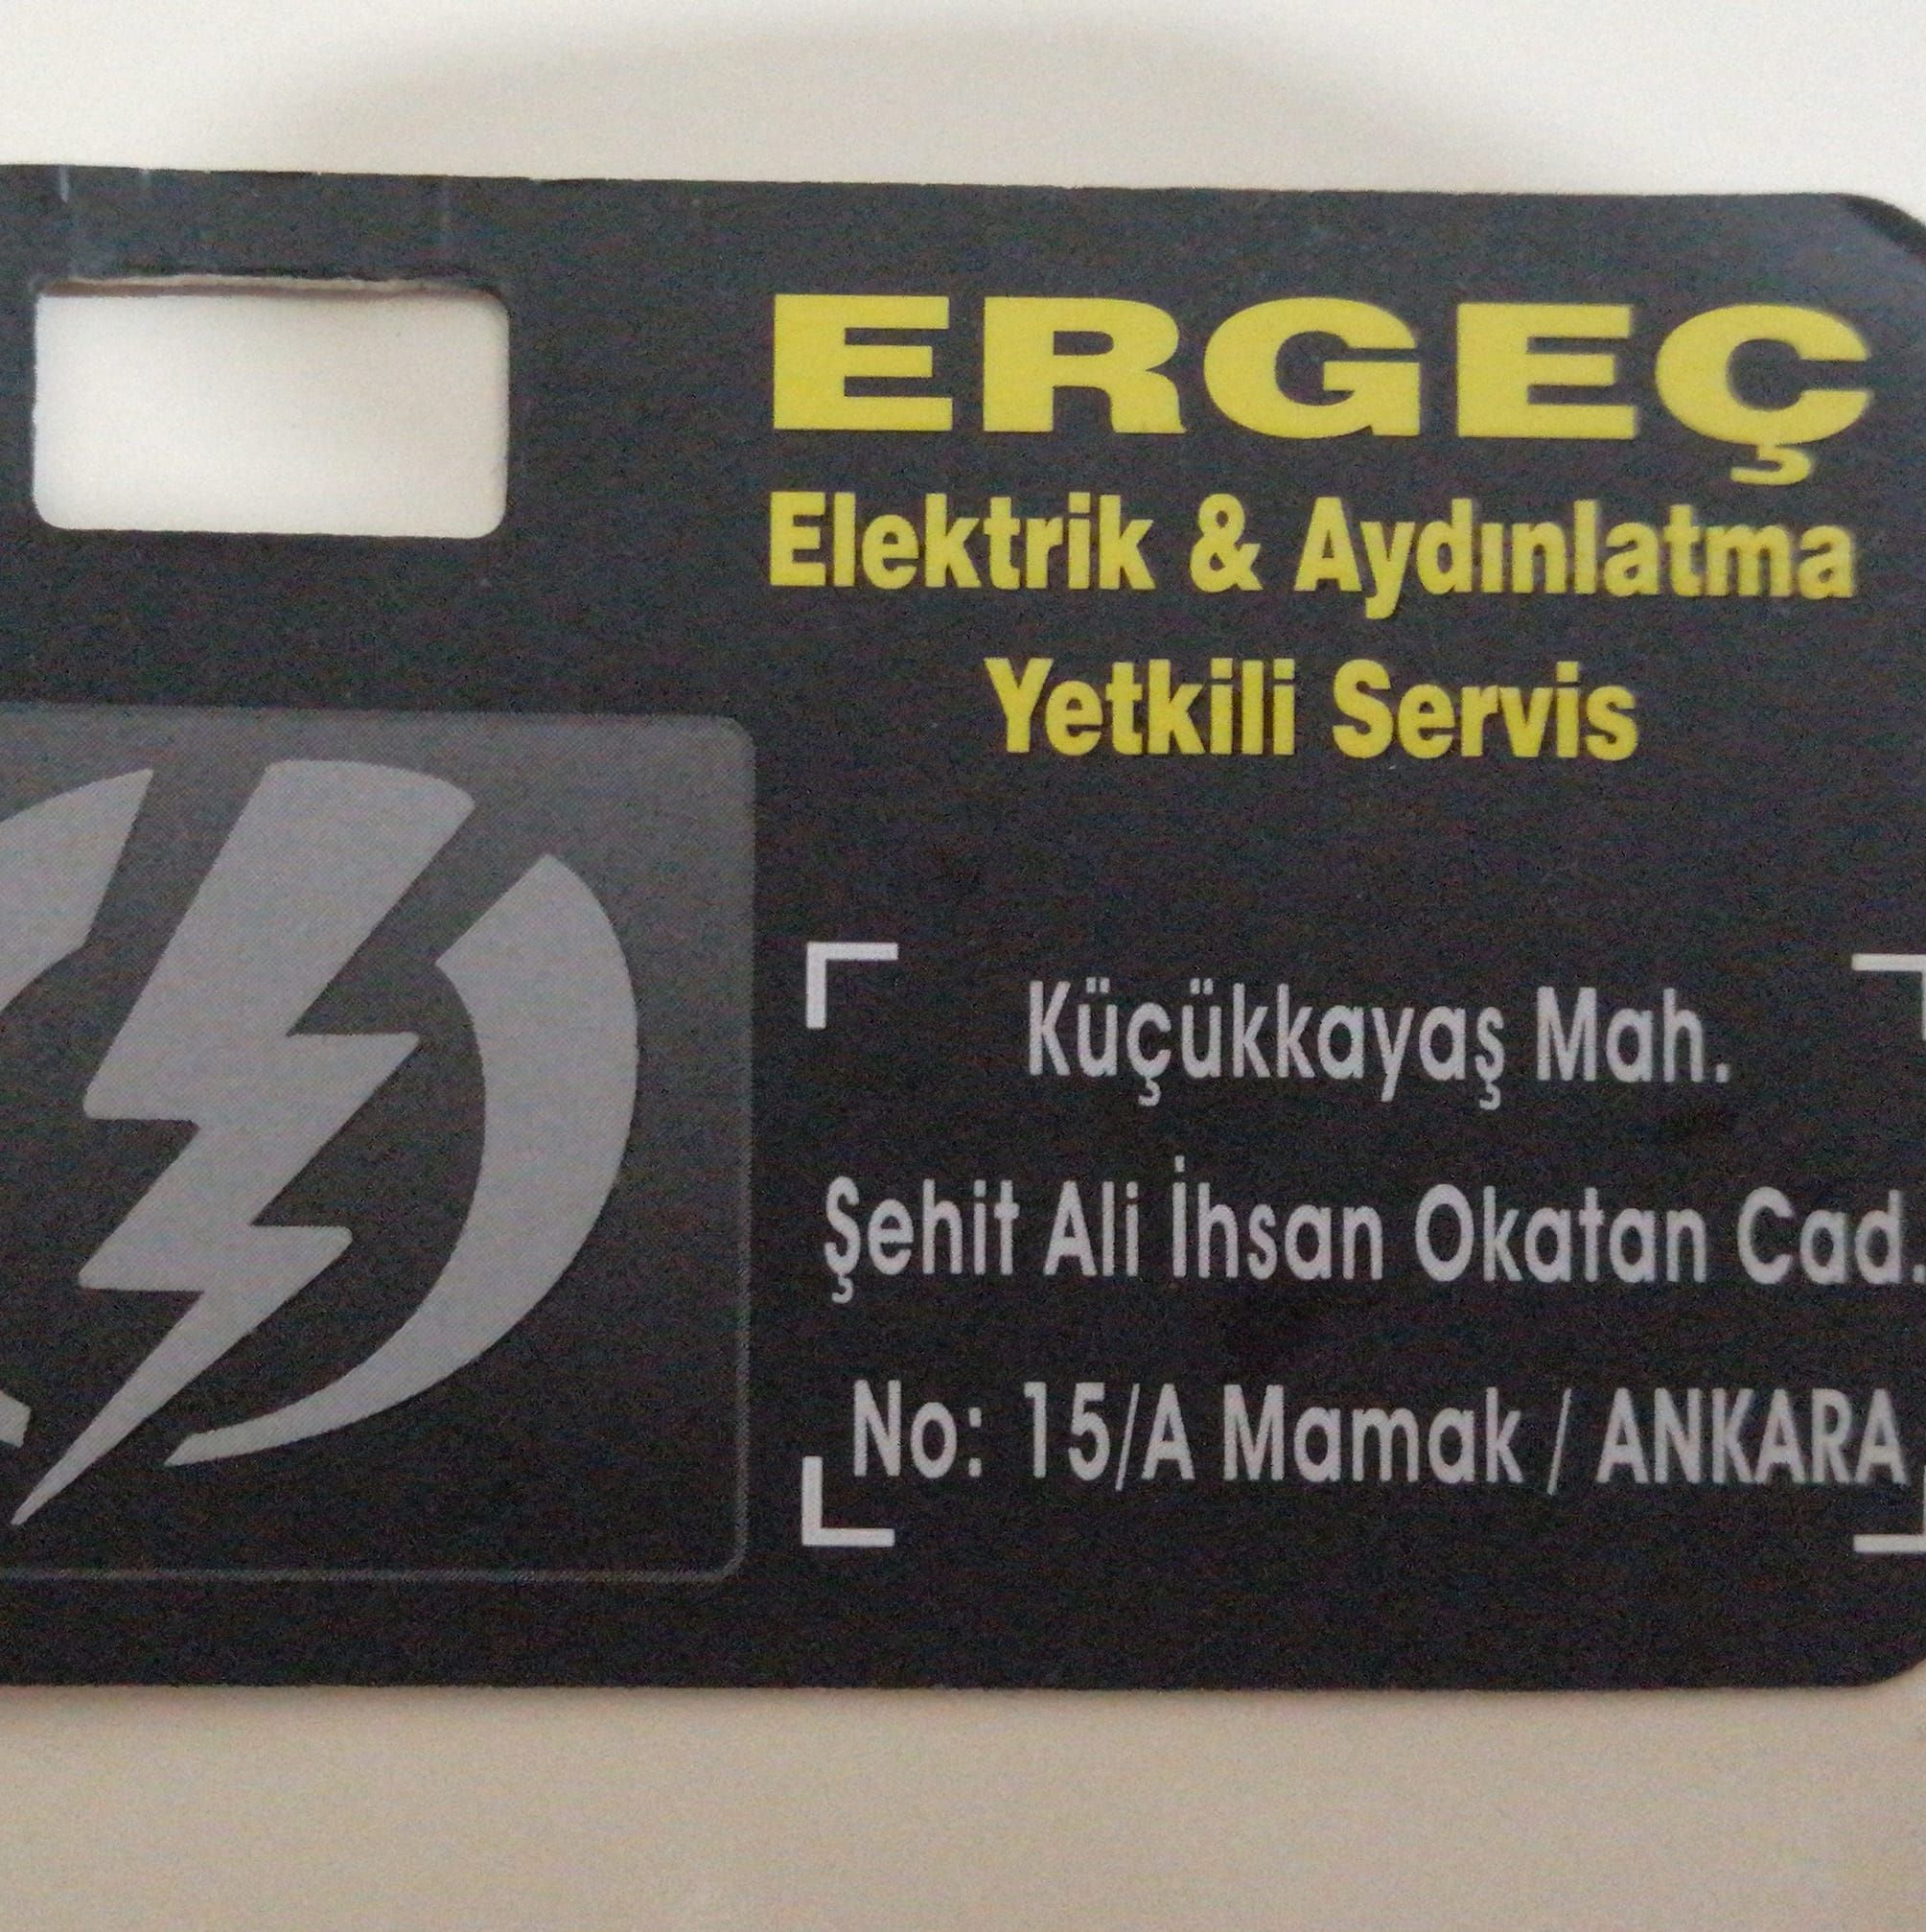 ERGEÇ
Elektrik & Aydınlatma
Yetkili Servis
Küçükkayaş Mah.
Şehit Ali İhsan Okatan Cad.
No: 15/A Mamak / ANKARA